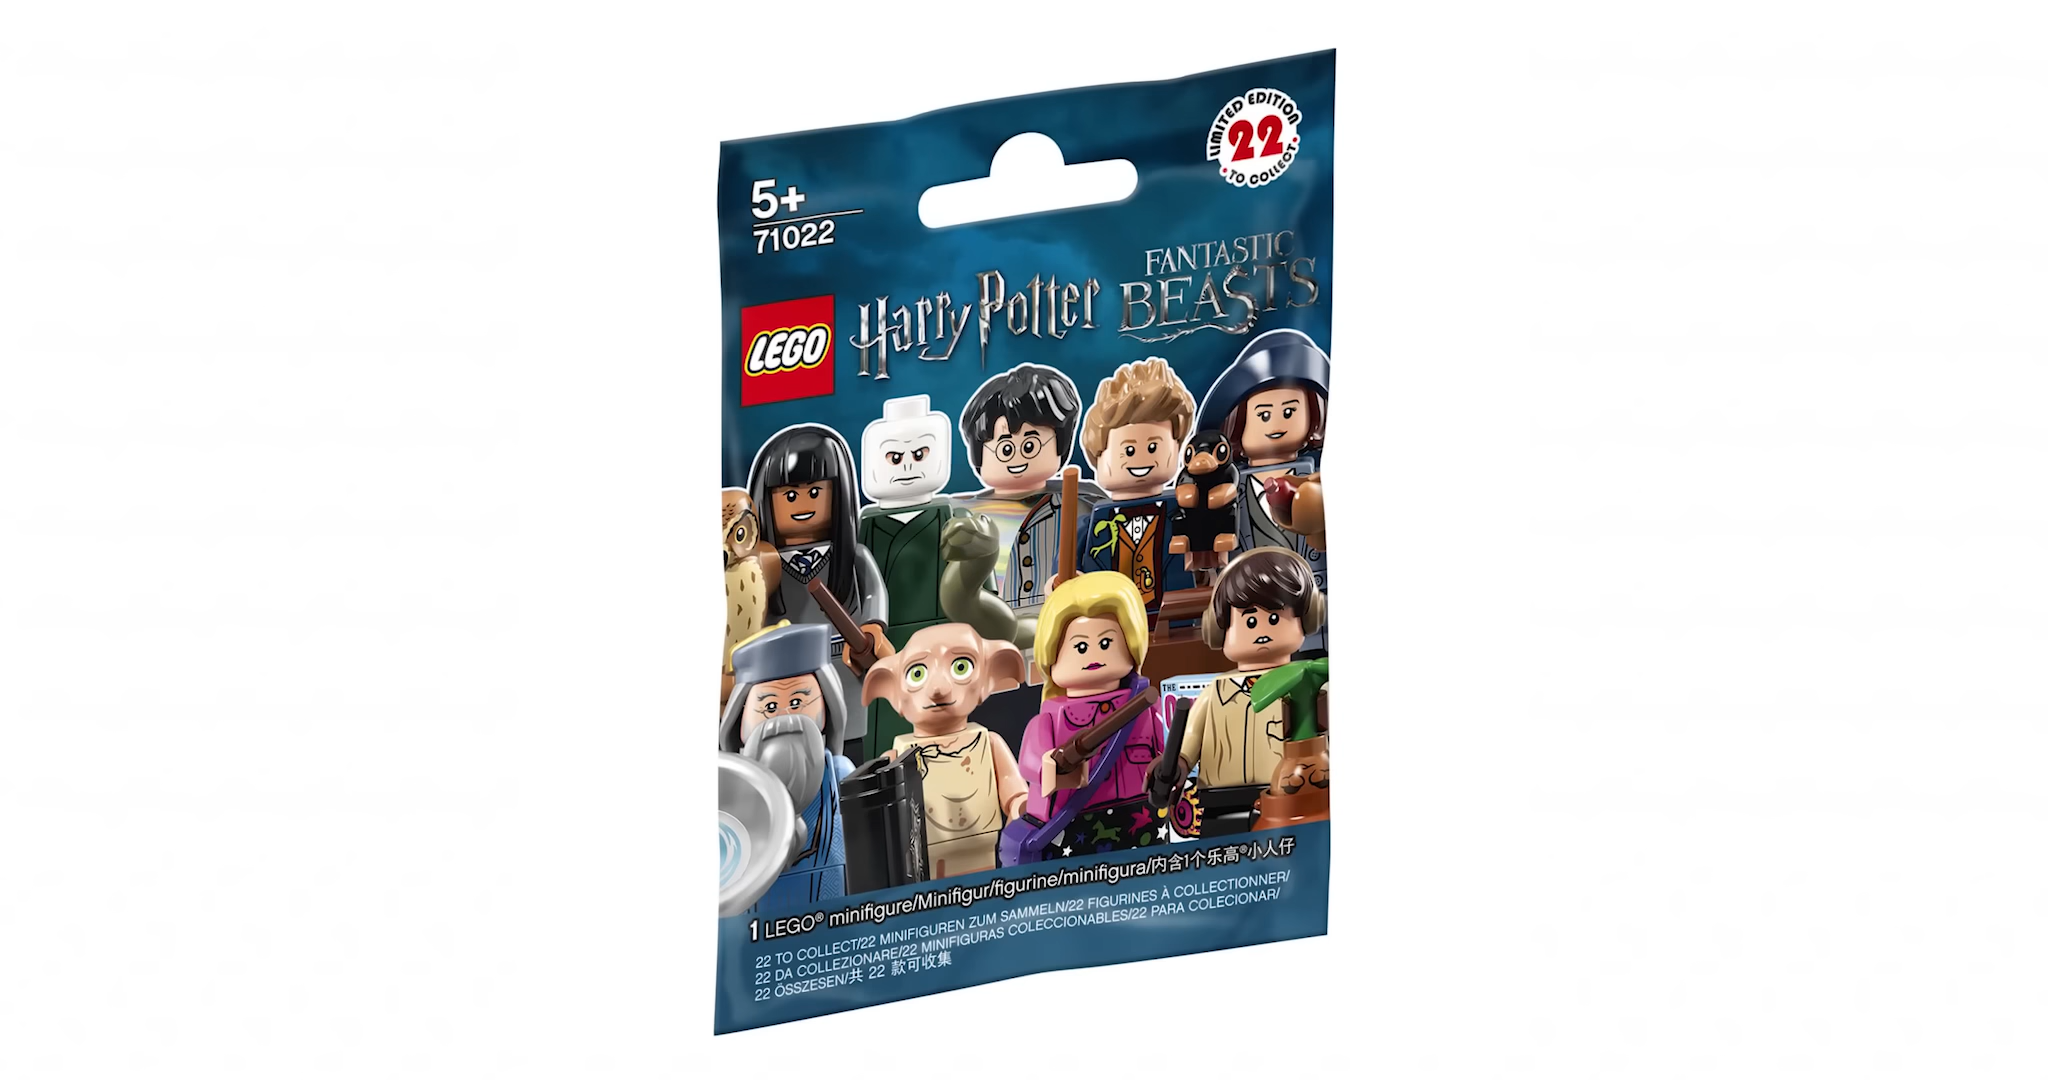 LIMITED EDITION
22
TO COLLECT
5+
71022
FANTASTIC
BEASTS
Harry Potter
LEGO
THE
1 LEGO® minifigure/Minifigur/figurine/minifigura/内含1个乐高®小人仔
22 TO COLLECT/22 MINIFIGUREN ZUM SAMMELN/22 FIGURINES À COLLECTIONNER/
22 DA COLLEZIONARE/22 MINIFIGURAS COLECCIONABLES/22 PARA COLECIONAR/
22 ÖSSZESEN/共 22 款可收集